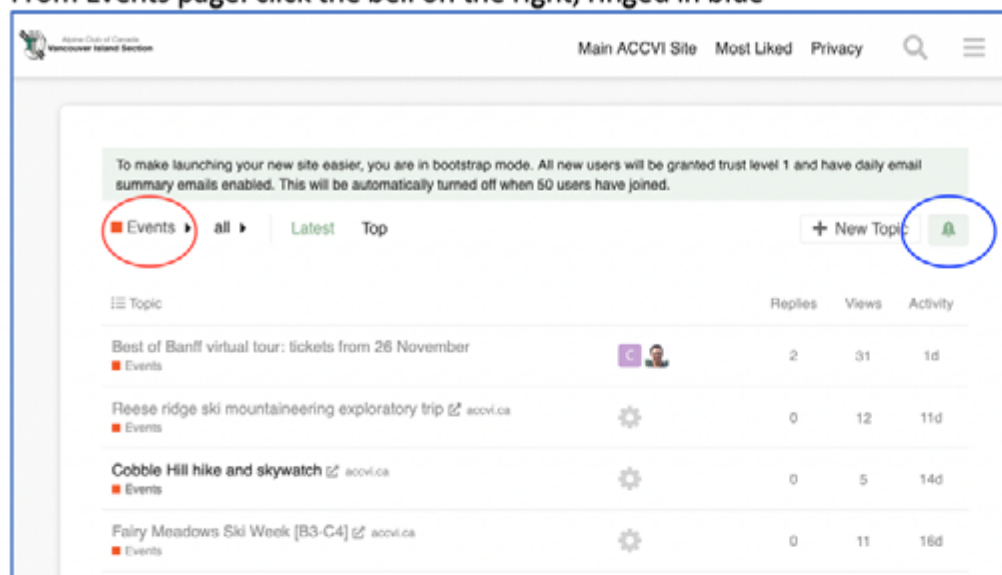 From Events page: click the bell on the right, ringed in blue
Alpine Club of Canada
Vancouver Island Section
Main ACCVI Site Most Liked Privacy
To make launching your new site easier, you are in bootstrap mode. All new users will be granted trust level 1 and have daily email
summary emails enabled. This will be automatically turned off when 50 users have joined.
Events all Latest Top + New Topic
Topic Replies Views Activity
Best of Banff virtual tour: tickets from 26 November C 2 31 1d
Events
Reese ridge ski mountaineering exploratory trip accvi.ca 0 12 11d
Events
Cobble Hill hike and skywatch accvi.ca 0 5 14d
Events
Fairy Meadows Ski Week [B3-C4] accvi.ca 0 11 16d
Events